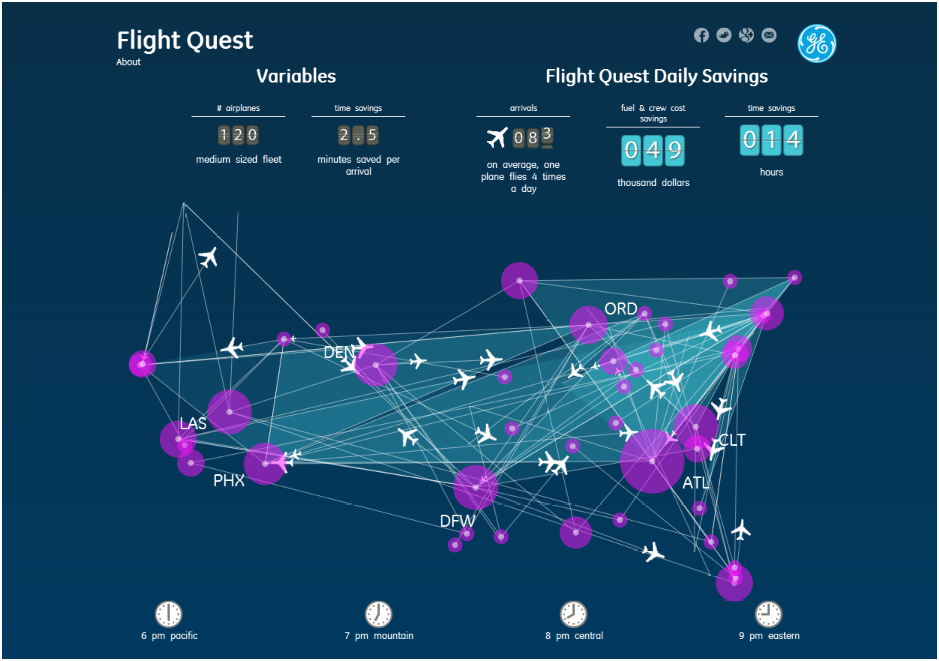 Flight Quest
About
Variables
Flight Quest Daily Savings
# airplanes
time savings
arrivals
fuel & crew cost
savings
time savings
120
2.5
083
049
014
medium sized fleet
minutes saved per
arrival
on average, one
plane flies 4 times
a day
thousand dollars
hours
ORD
DEN
LAS
CLT
PHX
ATL
DFW
6 pm pacific
7 pm mountain
8 pm central
9 pm eastern